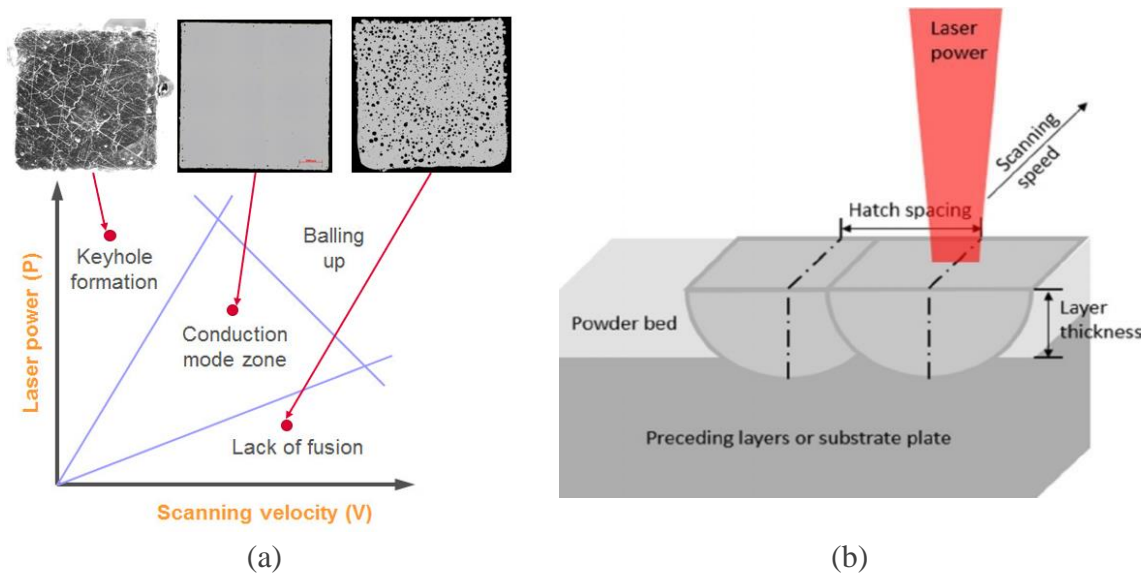 Keyhole
formation
Balling
up
Conduction
mode zone
Lack of fusion
Laser power (P)
Scanning velocity (V)
(a)
Laser
power
Scanning
speed
Hatch spacing
Powder bed
Layer
thickness
Preceding layers or substrate plate
(b)